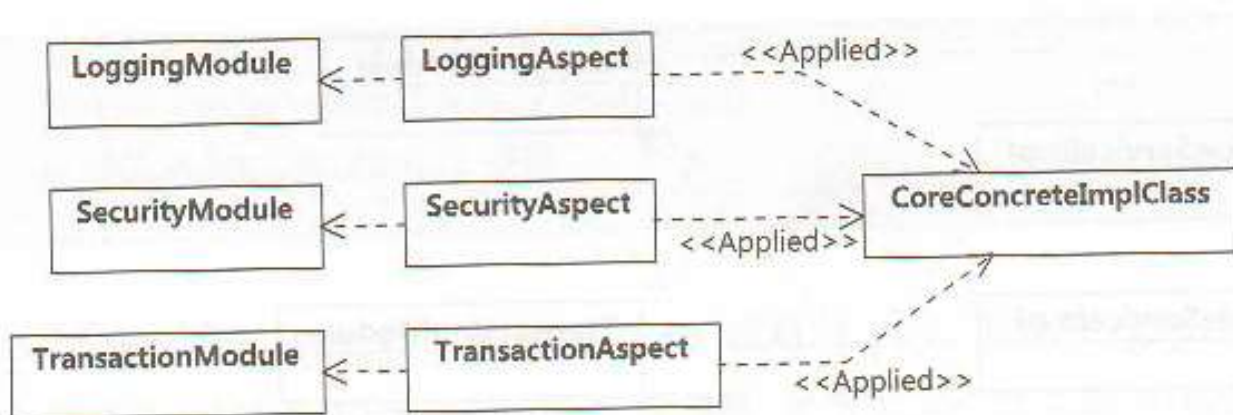 LoggingModule
LoggingAspect
<<Applied>>
SecurityModule
SecurityAspect
<<Applied>>
CoreConcreteImplClass
TransactionModule
TransactionAspect
<<Applied>>